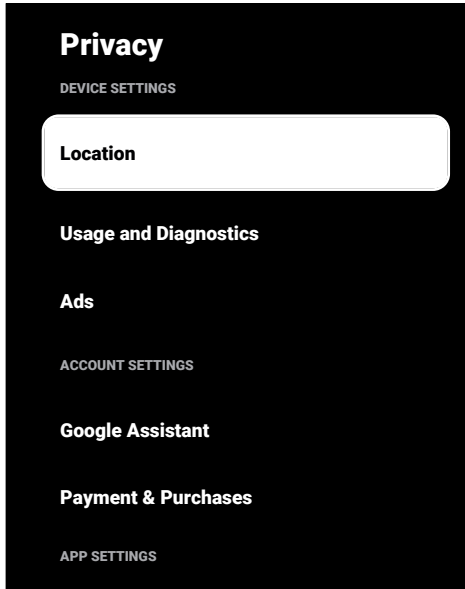 Privacy
DEVICE SETTINGS
Location
Usage and Diagnostics
Ads
ACCOUNT SETTINGS
Google Assistant
Payment & Purchases
APP SETTINGS